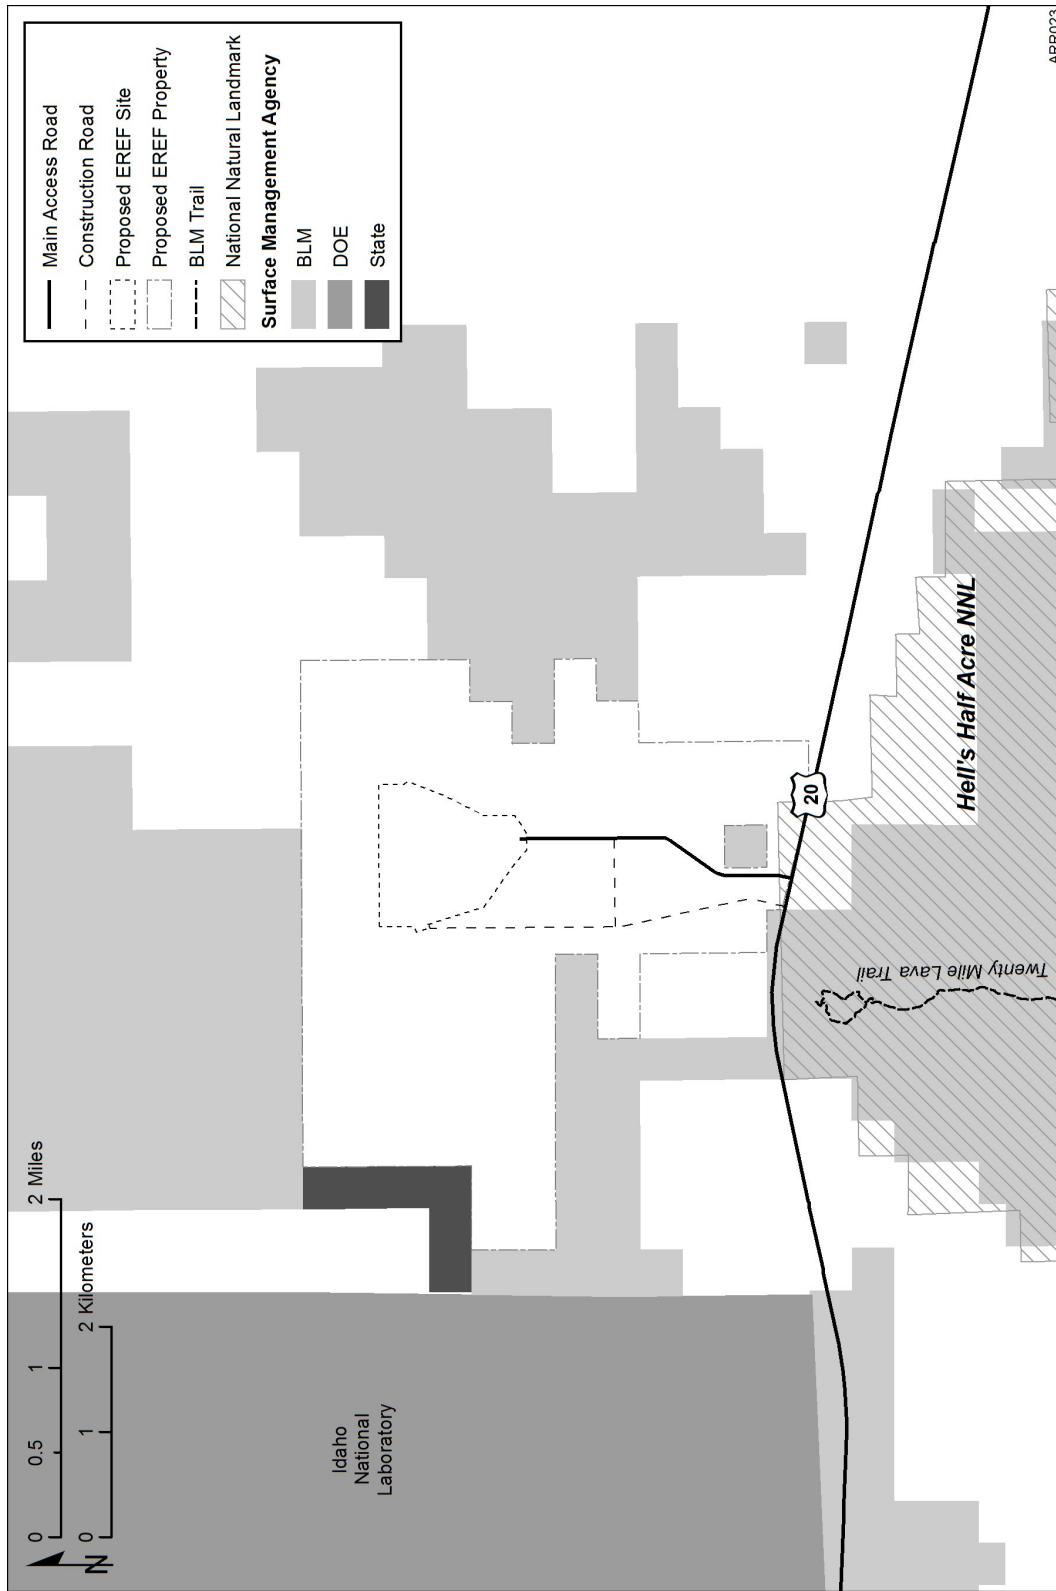 0 0.5 1 2 Miles
0 1 2 Kilometers
N
Main Access Road
Construction Road
Proposed EREF Site
Proposed EREF Property
BLM Trail
National Natural Landmark
Surface Management Agency
BLM
DOE
State
Idaho
National
Laboratory
20
Hell's Half Acre NNL
Twenty Mile Lava Trail